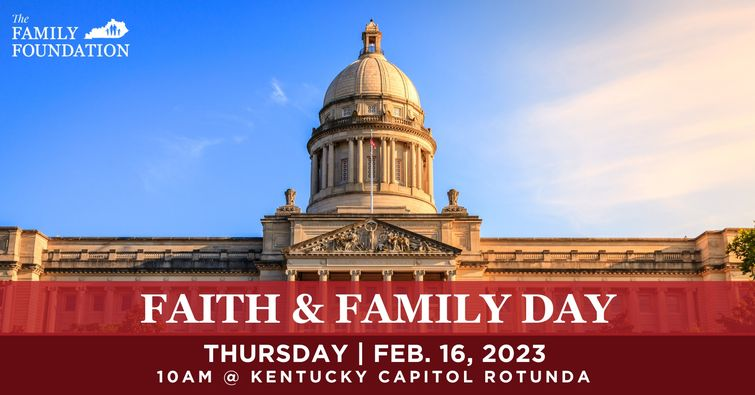 The
FAMILY
FOUNDATION
FAITH & FAMILY DAY
THURSDAY | FEB. 16, 2023
10AM @ KENTUCKY CAPITOL ROTUNDA